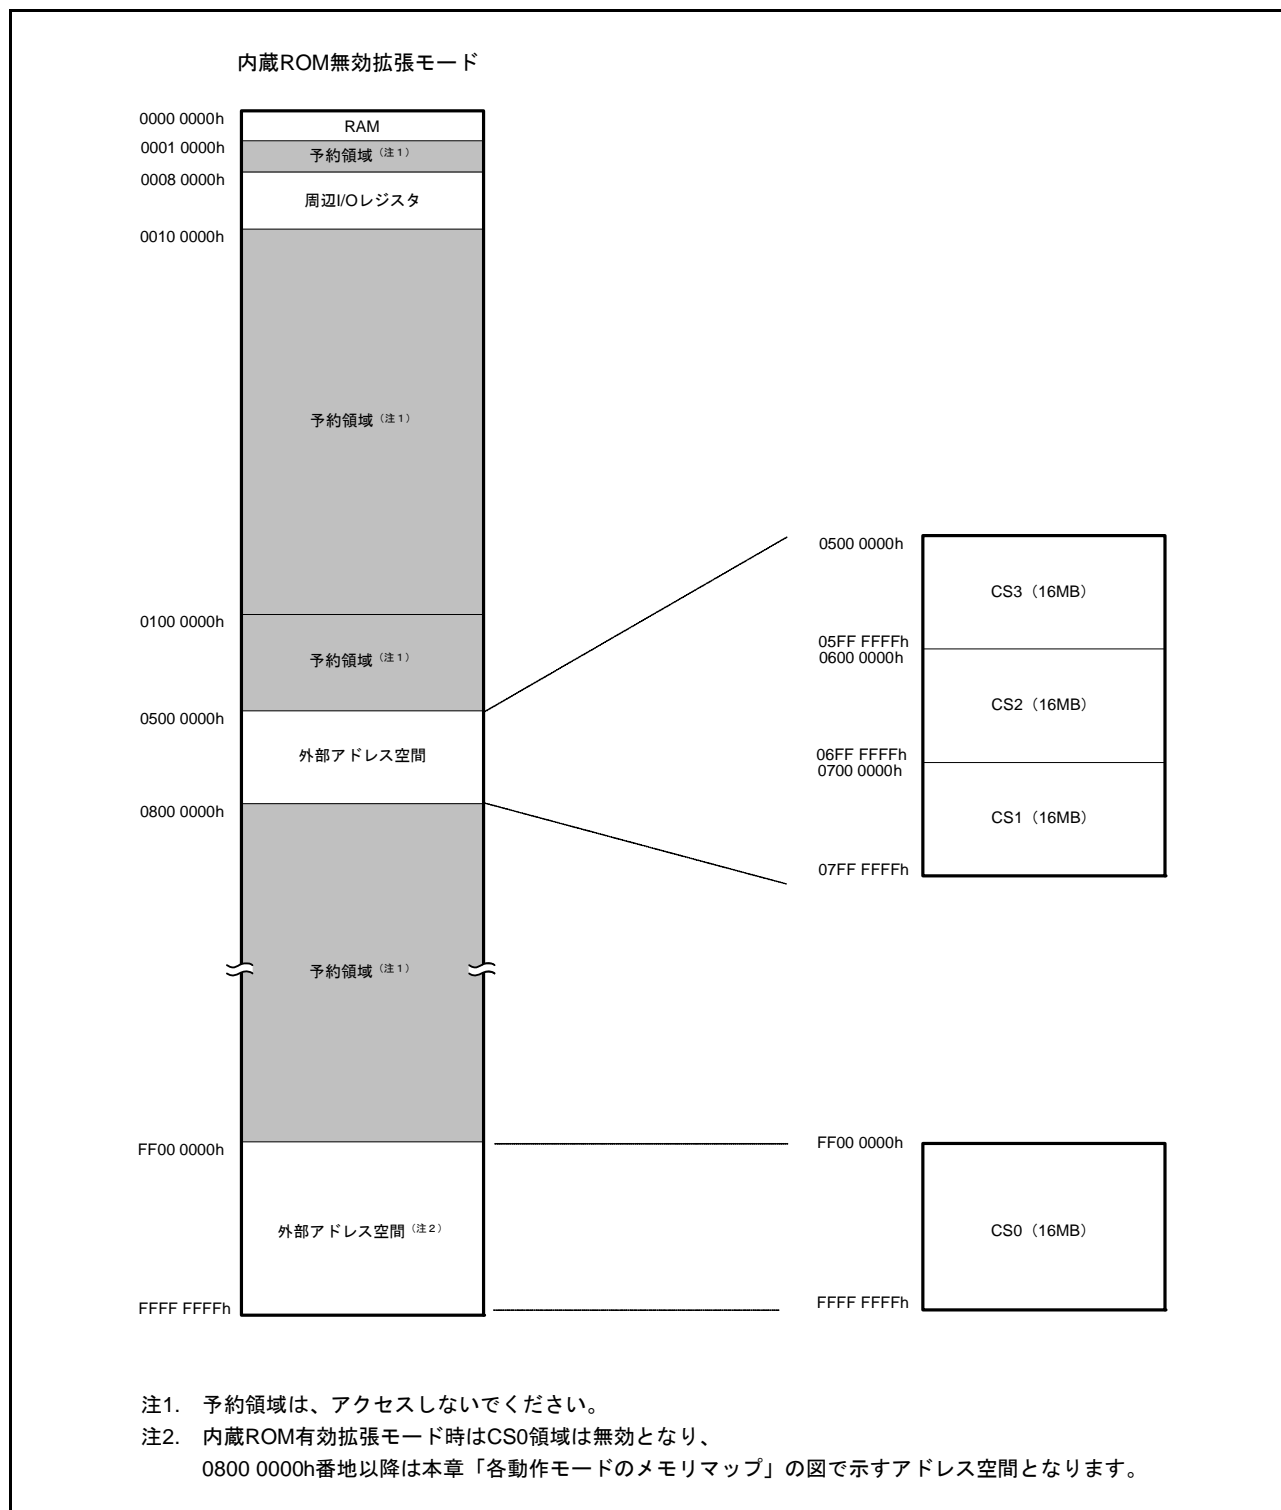 内蔵ROM無効拡張モード
0000 0000h
RAM
0001 0000h
予約領域（注１）
0008 0000h
周辺I/Oレジスタ
0010 0000h
予約領域（注１）
0100 0000h
予約領域（注１）
0500 0000h
外部アドレス空間
0800 0000h
予約領域（注１）
FF00 0000h
外部アドレス空間（注２）
FFFF FFFFh
0500 0000h
CS3（16MB）
05FF FFFFh
0600 0000h
CS2（16MB）
06FF FFFFh
0700 0000h
CS1（16MB）
07FF FFFFh
FF00 0000h
CS0（16MB）
FFFF FFFFh
注1. 予約領域は、アクセスしないでください。
注2. 内蔵ROM有効拡張モード時はCS0領域は無効となり、
0800 0000h番地以降は本章「各動作モードのメモリマップ」の図で示すアドレス空間となります。